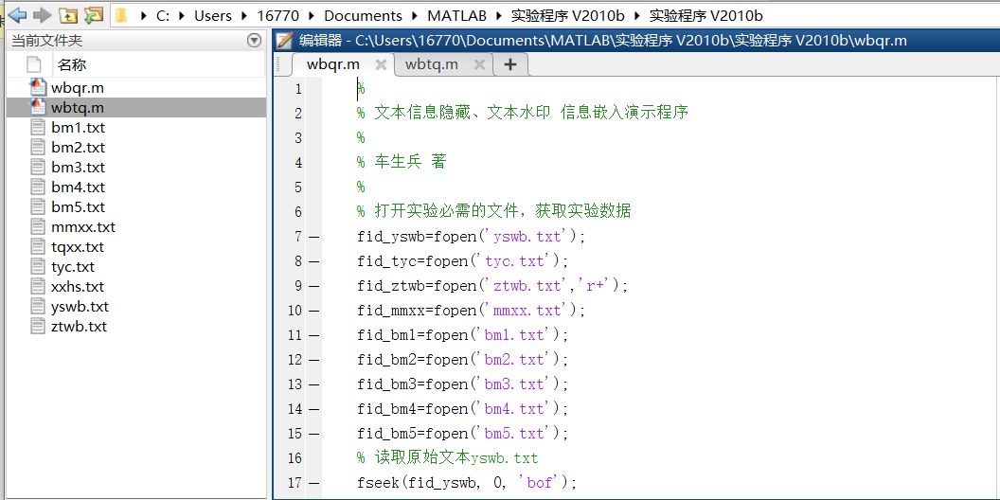 C: Users 16770 Documents MATLAB 实验程序 V2010b 实验程序 V2010b
当前文件夹
名称
wbqr.m
wbtq.m
bm1.txt
bm2.txt
bm3.txt
bm4.txt
bm5.txt
mmxx.txt
tqxx.txt
tyc.txt
xxhs.txt
yswb.txt
ztwb.txt
编辑器 - C:\Users\16770\Documents\MATLAB\实验程序 V2010b\实验程序 V2010b\wbqr.m
wbqr.m wbtq.m
1 %
2 % 文本信息隐藏、文本水印 信息嵌入演示程序
3 %
4 % 车生兵 著
5 %
6 % 打开实验必需的文件，获取实验数据
7 — fid_yswb=fopen('yswb.txt');
8 — fid_tyc=fopen('tyc.txt');
9 — fid_ztwb=fopen('ztwb.txt','r+');
10 — fid_mmxx=fopen('mmxx.txt');
11 — fid_bm1=fopen('bm1.txt');
12 — fid_bm2=fopen('bm2.txt');
13 — fid_bm3=fopen('bm3.txt');
14 — fid_bm4=fopen('bm4.txt');
15 — fid_bm5=fopen('bm5.txt');
16 % 读取原始文本yswb.txt
17 — fseek(fid_yswb, 0, 'bof');